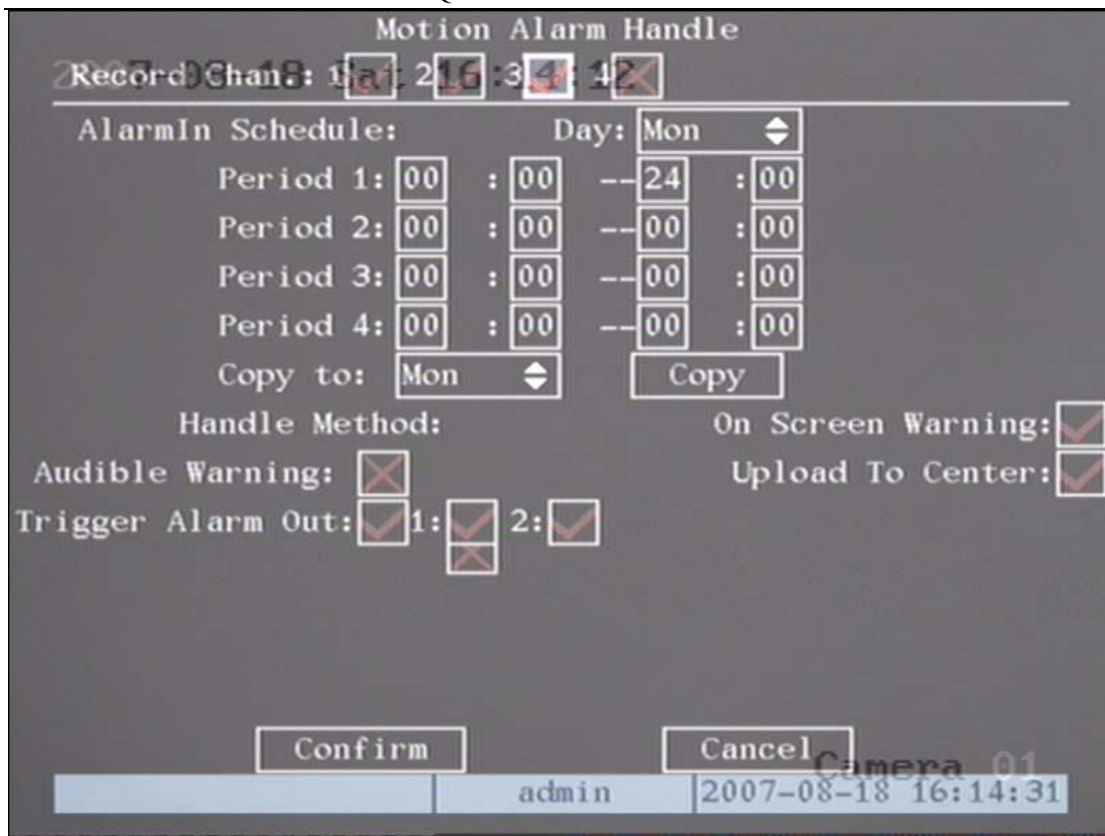 Motion Alarm Handle
Record Chan.: 1 2 3 4
AlarmIn Schedule: Day: Mon
Period 1: 00 : 00 --24 : 00
Period 2: 00 : 00 --00 : 00
Period 3: 00 : 00 --00 : 00
Period 4: 00 : 00 --00 : 00
Copy to: Mon Copy
Handle Method: On Screen Warning:
Audible Warning: Upload To Center:
Trigger Alarm Out: 1: 2:
Confirm Cancel
Camera 01
admin 2007-08-18 16:14:31